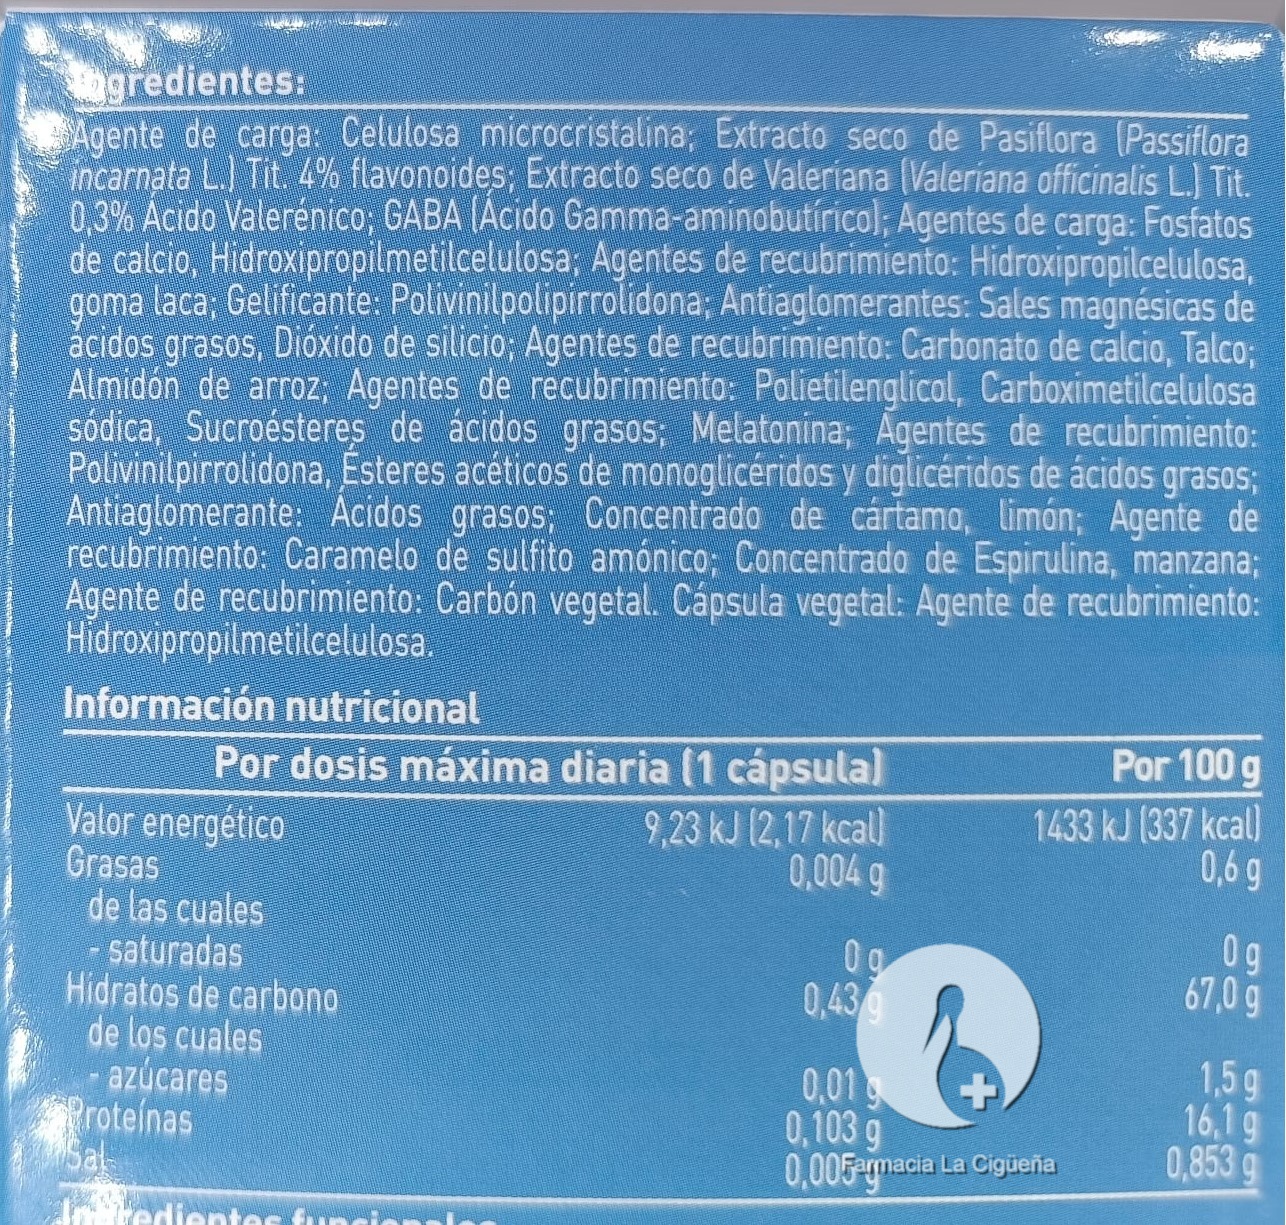 Ingredientes:
Agente de carga: Celulosa microcristalina; Extracto seco de Pasiflora (Passiflora
incarnata L.) Tit. 4% flavonoides; Extracto seco de Valeriana (Valeriana officinalis L.) Tit.
0,3% Ácido Valerénico; GABA (Ácido Gamma-aminobutírico); Agentes de carga: Fosfatos
de calcio, Hidroxipropilmetilcelulosa; Agentes de recubrimiento: Hidroxipropilcelulosa,
goma laca; Gelificante: Polivinilpolipirrolidona; Antiaglomerantes: Sales magnésicas de
ácidos grasos, Dióxido de silicio; Agentes de recubrimiento: Carbonato de calcio, Talco;
Almidón de arroz; Agentes de recubrimiento: Polietilenglicol, Carboximetilcelulosa
sódica, Sucroésteres de ácidos grasos; Melatonina; Agentes de recubrimiento:
Polivinilpirrolidona, Ésteres acéticos de monoglicéridos y diglicéridos de ácidos grasos;
Antiaglomerante: Ácidos grasos; Concentrado de cártamo, limón; Agente de
recubrimiento: Caramelo de sulfito amónico; Concentrado de Espirulina, manzana;
Agente de recubrimiento: Carbón vegetal. Cápsula vegetal: Agente de recubrimiento:
Hidroxipropilmetilcelulosa.
Información nutricional
Por dosis máxima diaria (1 cápsula) Por 100 g
Valor energético 9,23 kJ (2,17 kcal) 1433 kJ (337 kcal)
Grasas 0,004 g 0,6 g
de las cuales
- saturadas 0 g 0 g
Hidratos de carbono 0,43 g 67,0 g
de los cuales
- azúcares 0,01 g 1,5 g
Proteínas 0,103 g 16,1 g
Sal 0,005 g 0,853 g
Farmacia La Cigüeña
Ingredientes funcionales